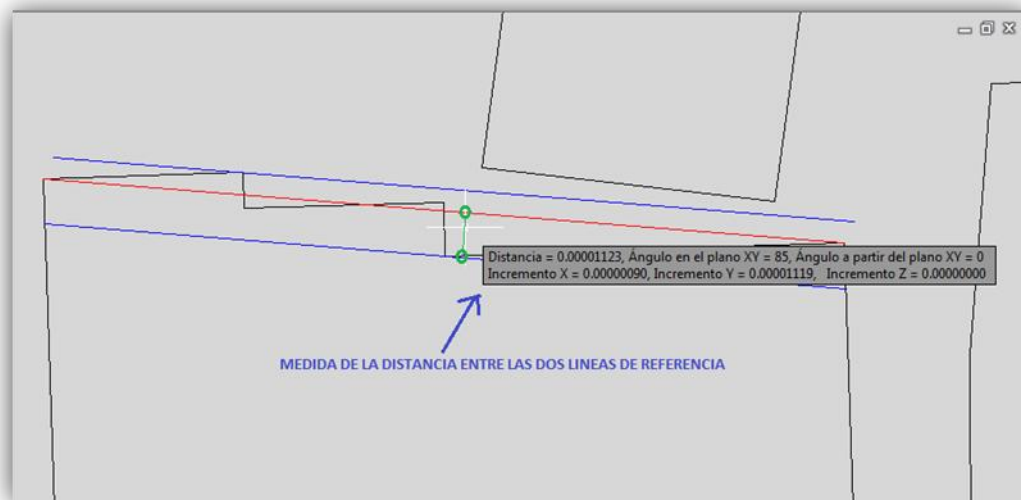 Distancia = 0.00001123, Ángulo en el plano XY = 85, Ángulo a partir del plano XY = 0
Incremento X = 0.00000090, Incremento Y = 0.00001119, Incremento Z = 0.00000000
MEDIDA DE LA DISTANCIA ENTRE LAS DOS LINEAS DE REFERENCIA